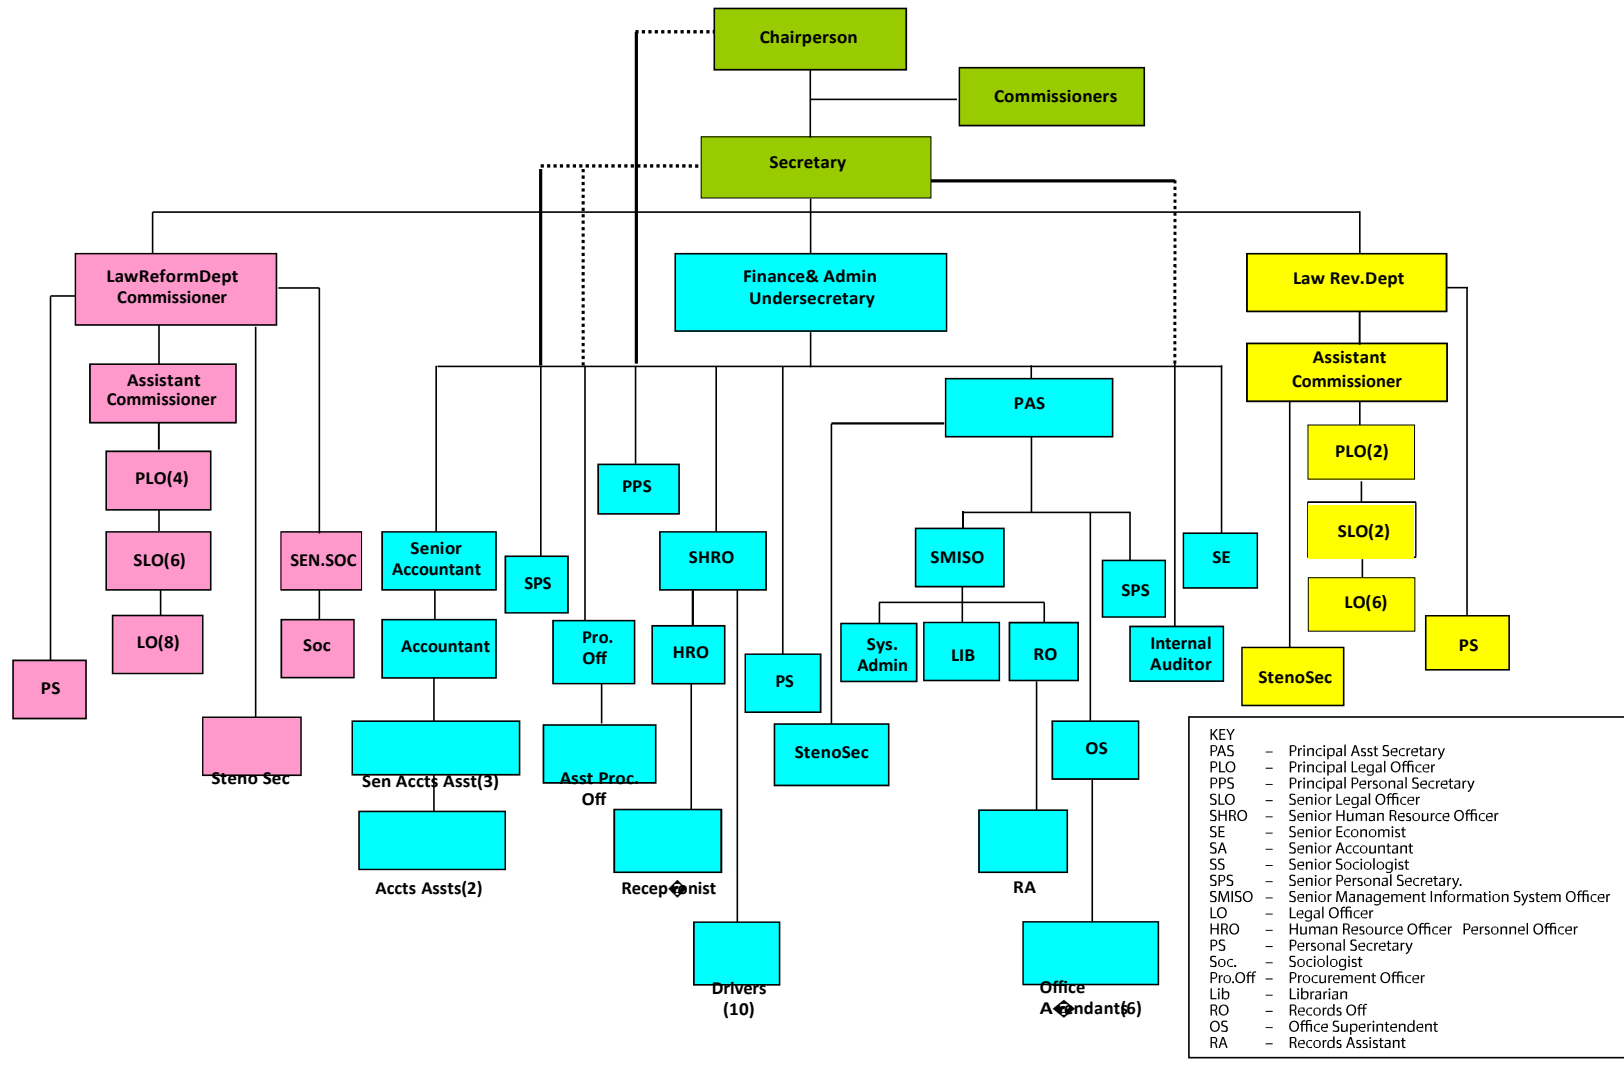 Chairperson
Commissioners
Secretary
LawReformDept
Commissioner
Finance& Admin
Undersecretary
Law Rev.Dept
Assistant
Commissioner
Assistant
Commissioner
PAS
PLO(4)
PPS
PLO(2)
SLO(6)
SEN.SOC
Senior
Accountant
SPS
SHRO
SMISO
SPS
SE
SLO(2)
LO(6)
LO(8)
Soc
Accountant
Pro.
Off
HRO
PS
Sys.
Admin
LIB
RO
Internal
Auditor
StenoSec
PS
PS
Steno Sec
Sen Accts Asst(3)
Asst Proc.
Off
StenoSec
OS
Accts Assts(2)
Recep�onist
RA
Drivers
(10)
Office
A�endants(6)
KEY
PAS – Principal Asst Secretary
PLO – Principal Legal Officer
PPS – Principal Personal Secretary
SLO – Senior Legal Officer
SHRO – Senior Human Resource Officer
SE – Senior Economist
SA – Senior Accountant
SS – Senior Sociologist
SPS – Senior Personal Secretary.
SMISO – Senior Management Information System Officer
LO – Legal Officer
HRO – Human Resource Officer Personnel Officer
PS – Personal Secretary
Soc. – Sociologist
Pro.Off – Procurement Officer
Lib – Librarian
RO – Records Off
OS – Office Superintendent
RA – Records Assistant